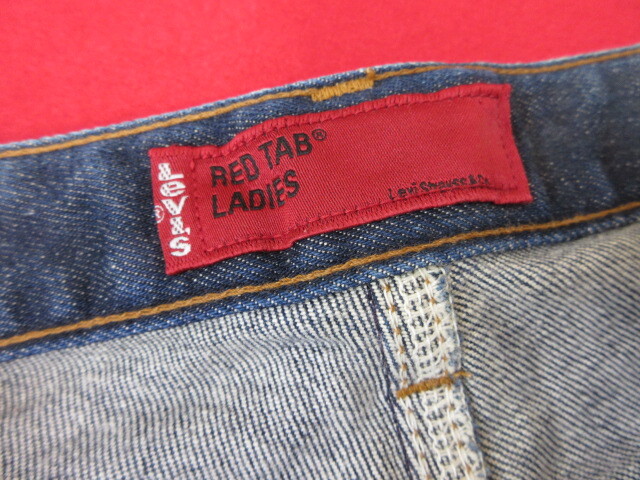 LEVI'S®
RED TAB®
LADIES
Levi Strauss & Co.